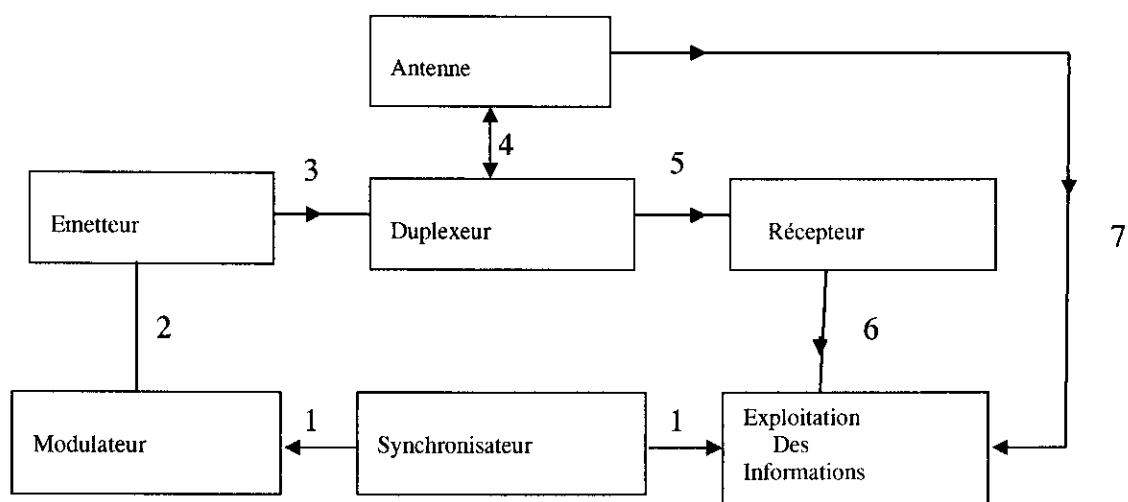 Antenne
4
3
5
Emetteur
Duplexeur
Récepteur
7
2
6
Modulateur
1
Synchronisateur
1
Exploitation
Des
Informations